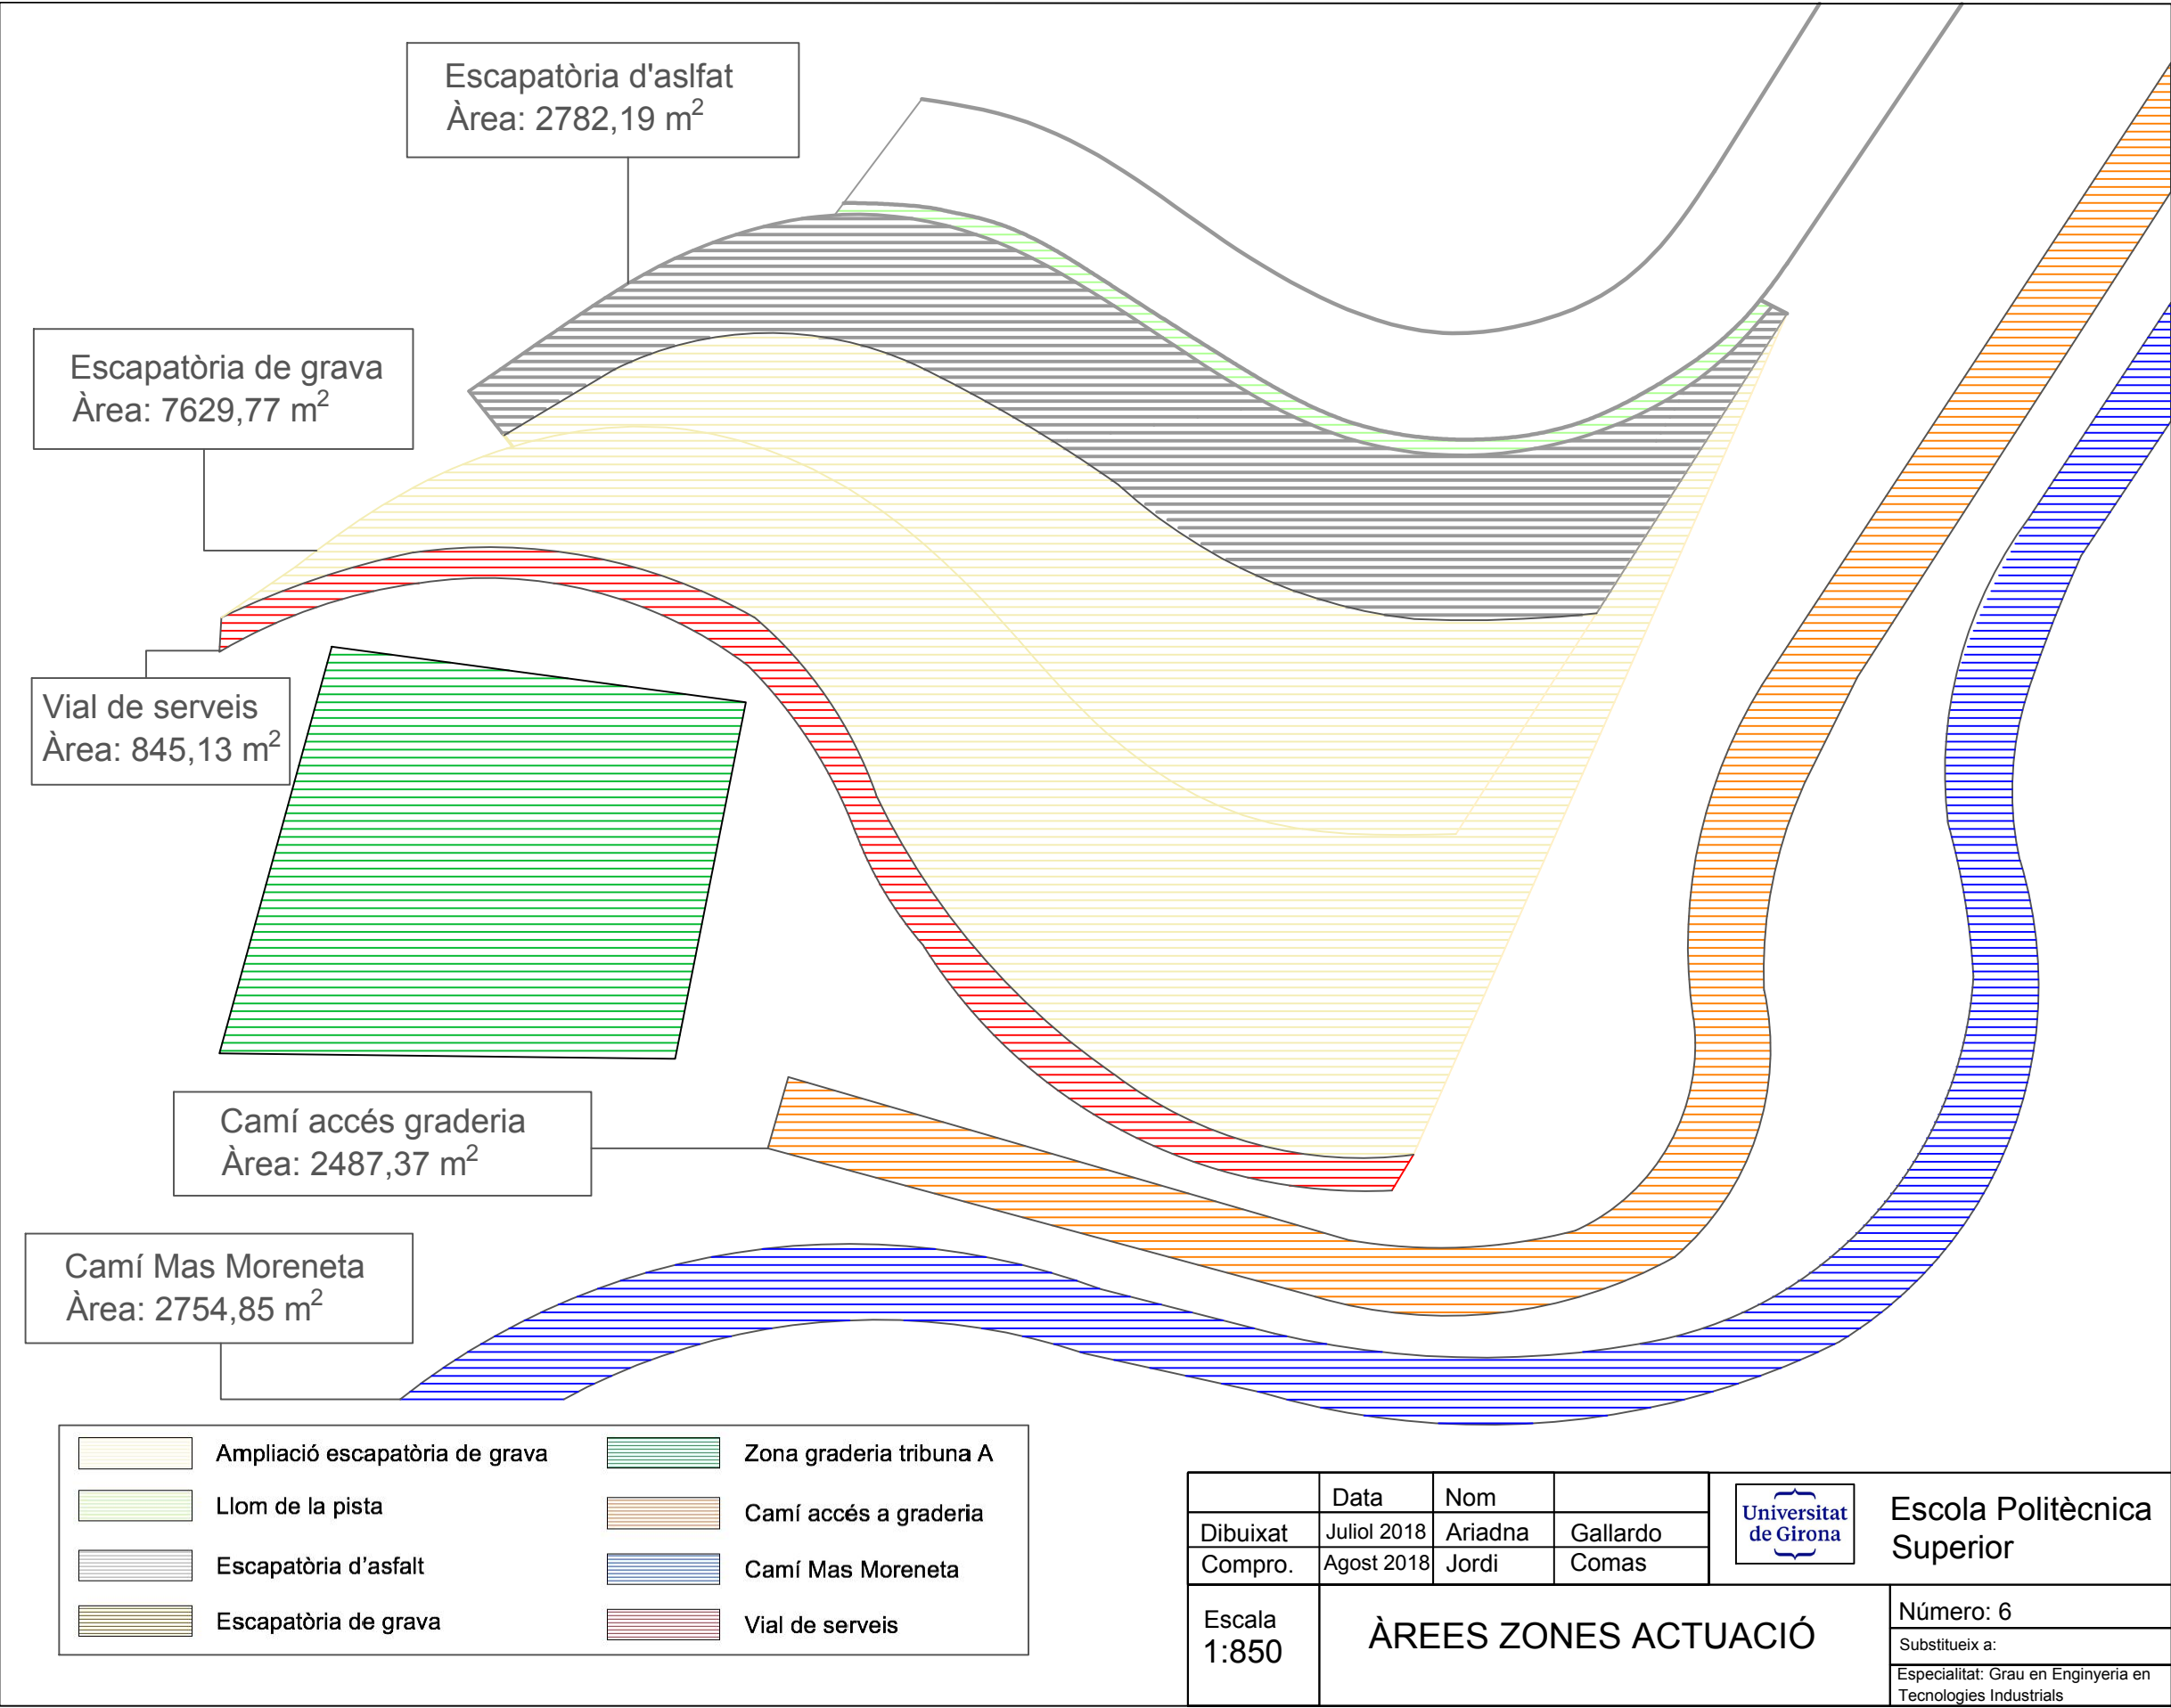 Escapatòria d'aslfat
Àrea: 2782,19 m²
Escapatòria de grava
Àrea: 7629,77 m²
Vial de serveis
Àrea: 845,13 m²
Camí accés graderia
Àrea: 2487,37 m²
Camí Mas Moreneta
Àrea: 2754,85 m²
Ampliació escapatòria de grava
Llom de la pista
Escapatòria d'asfalt
Escapatòria de grava
Zona graderia tribuna A
Camí accés a graderia
Camí Mas Moreneta
Vial de serveis
Data Nom
Dibuixat Juliol 2018 Ariadna Gallardo
Compro. Agost 2018 Jordi Comas
Universitat
de Girona
Escola Politècnica
Superior
Escala
1:850
ÀREES ZONES ACTUACIÓ
Número: 6
Substitueix a:
Especialitat: Grau en Enginyeria en
Tecnologies Industrials